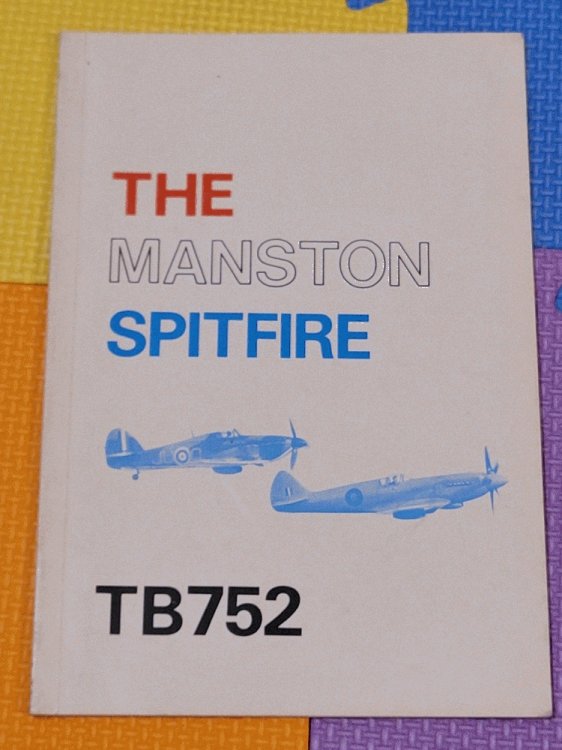 THE
MANSTON
SPITFIRE
TB752